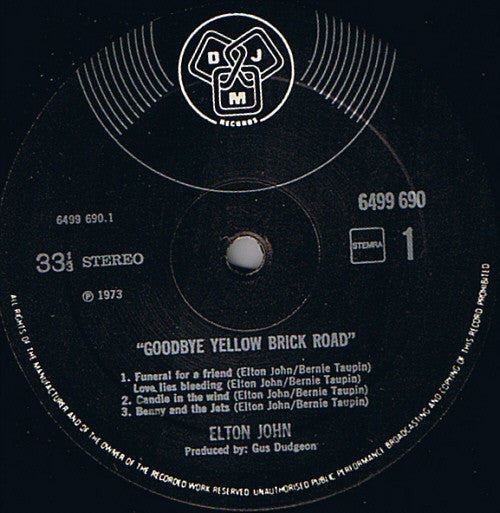 D J
M
RECORDS
6499 690
6499 690.1
33⅓ STEREO
STEMRA 1
℗ 1973
"GOODBYE YELLOW BRICK ROAD"
1. Funeral for a friend (Elton John/Bernie Taupin)
Love lies bleeding (Elton John/Bernie Taupin)
2. Candle in the wind (Elton John/Bernie Taupin)
3. Benny and the Jets (Elton John/Bernie Taupin)
ELTON JOHN
Produced by: Gus Dudgeon
ALL RIGHTS OF THE MANUFACTURER AND OF THE OWNER OF THE RECORDED WORK RESERVED UNAUTHORISED PUBLIC PERFORMANCE BROADCASTING AND COPYING OF THIS RECORD PROHIBITED